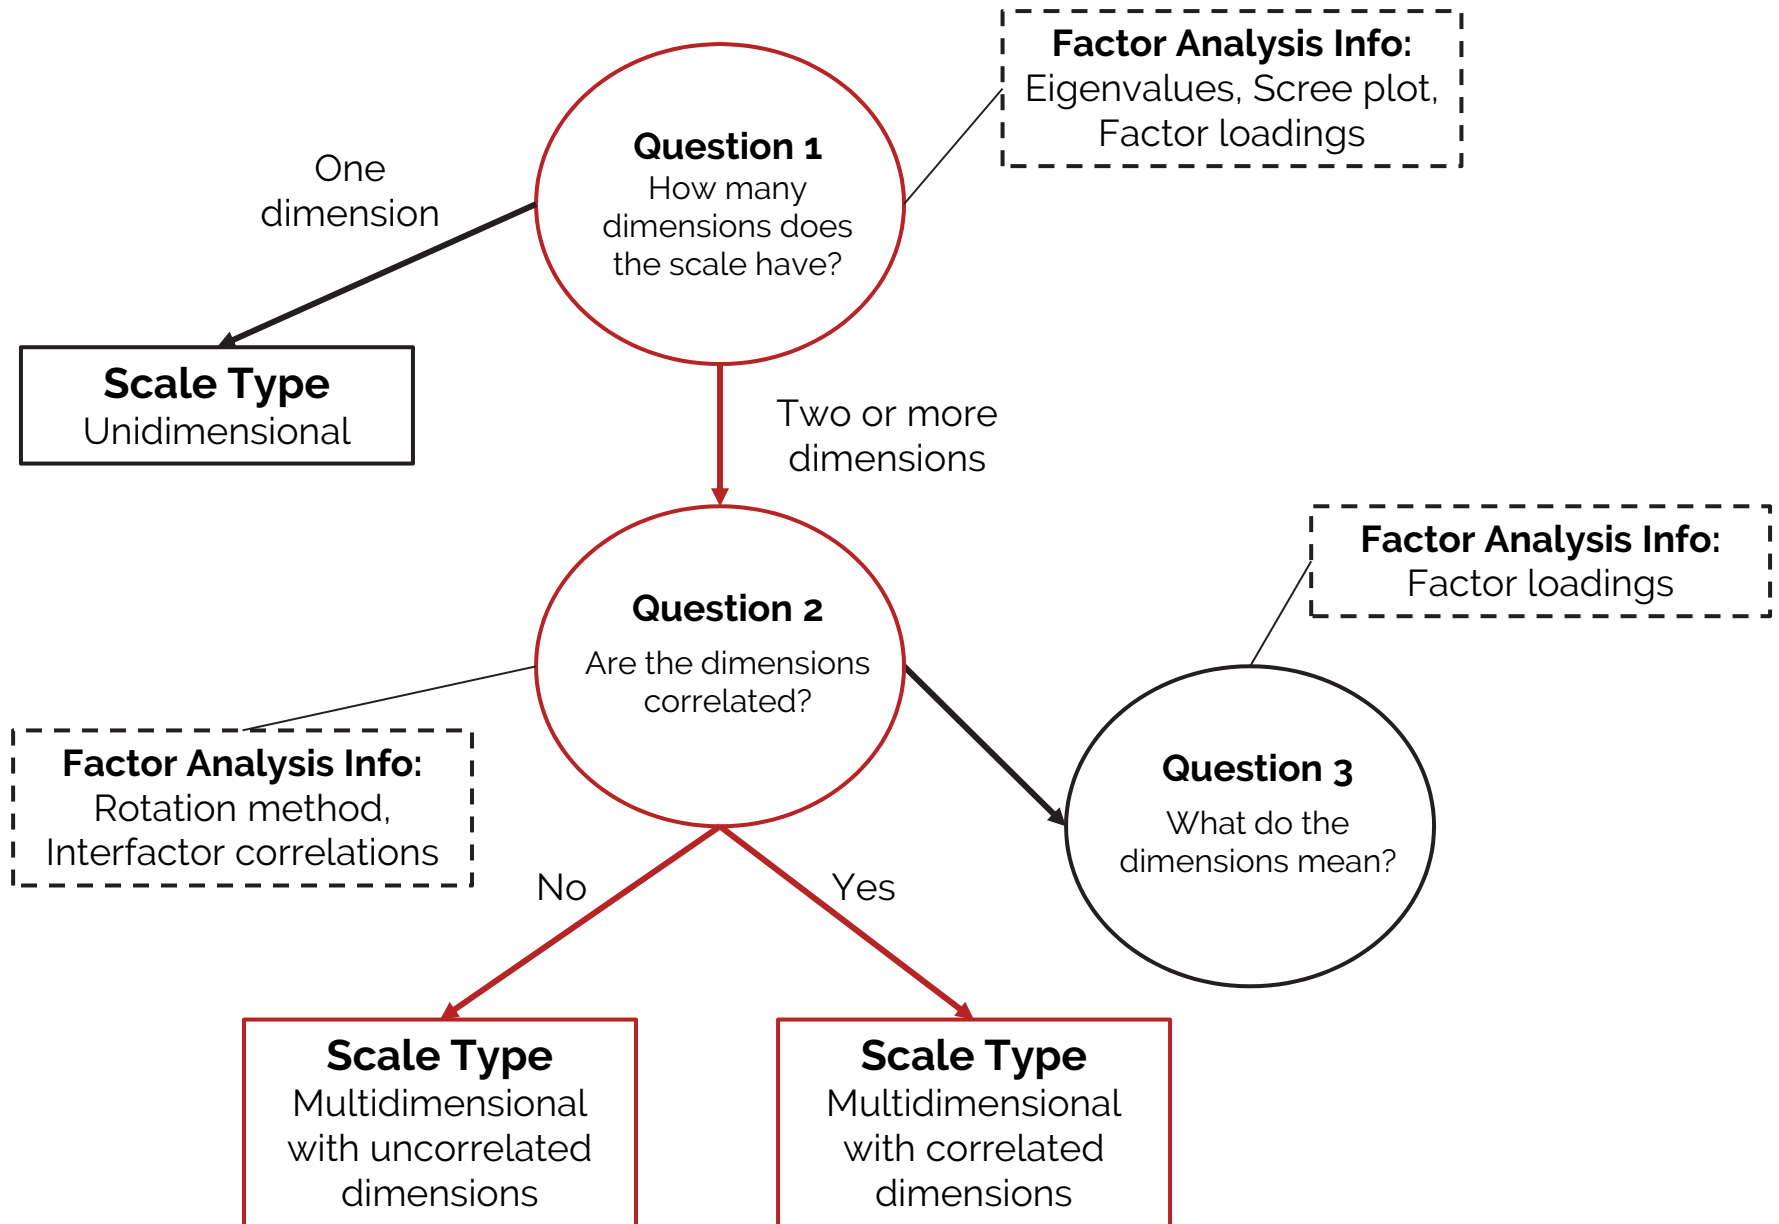 Factor Analysis Info:
Eigenvalues, Scree plot,
Factor loadings
Question 1
How many
dimensions does
the scale have?
One
dimension
Scale Type
Unidimensional
Two or more
dimensions
Factor Analysis Info:
Factor loadings
Question 2
Are the dimensions
correlated?
Factor Analysis Info:
Rotation method,
Interfactor correlations
Question 3
What do the
dimensions mean?
No
Yes
Scale Type
Multidimensional
with uncorrelated
dimensions
Scale Type
Multidimensional
with correlated
dimensions